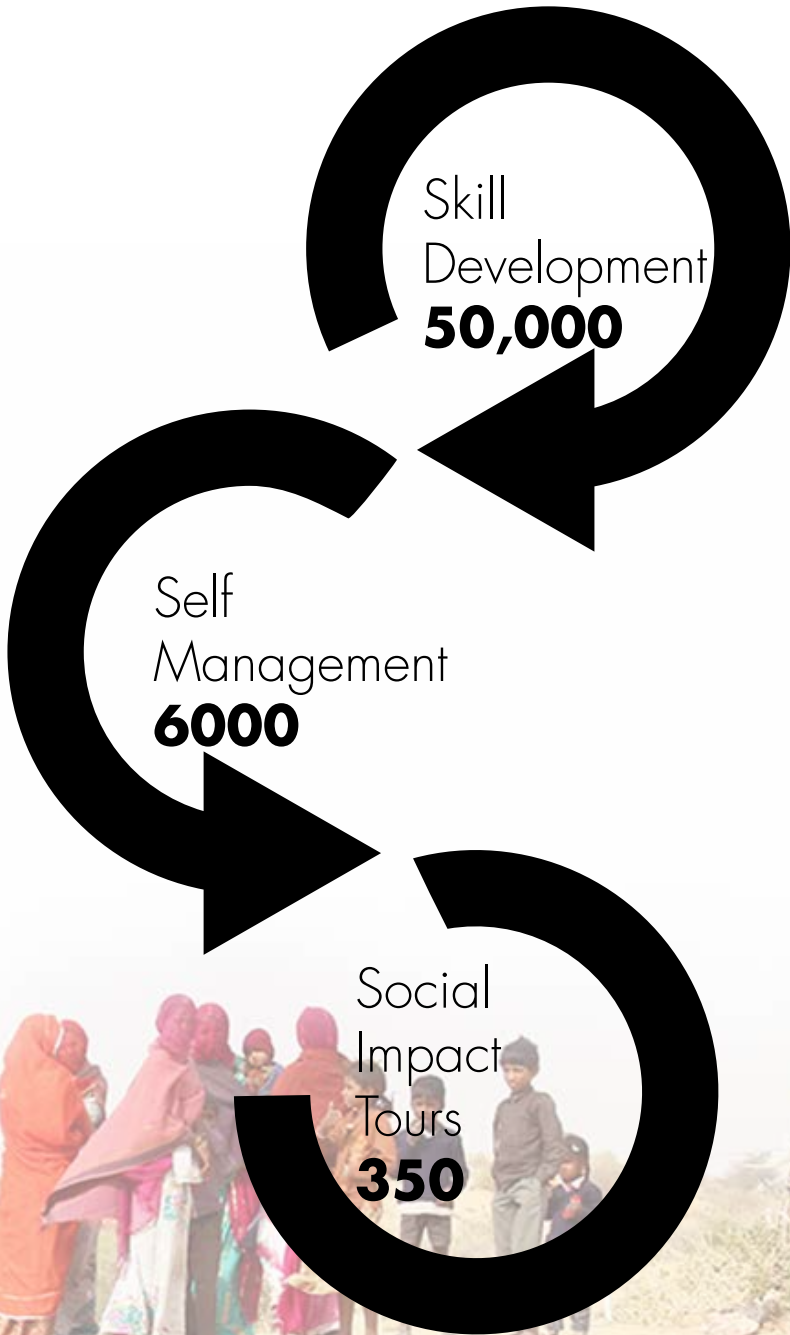 Skill
Development
50,000
Self
Management
6000
Social
Impact
Tours
350